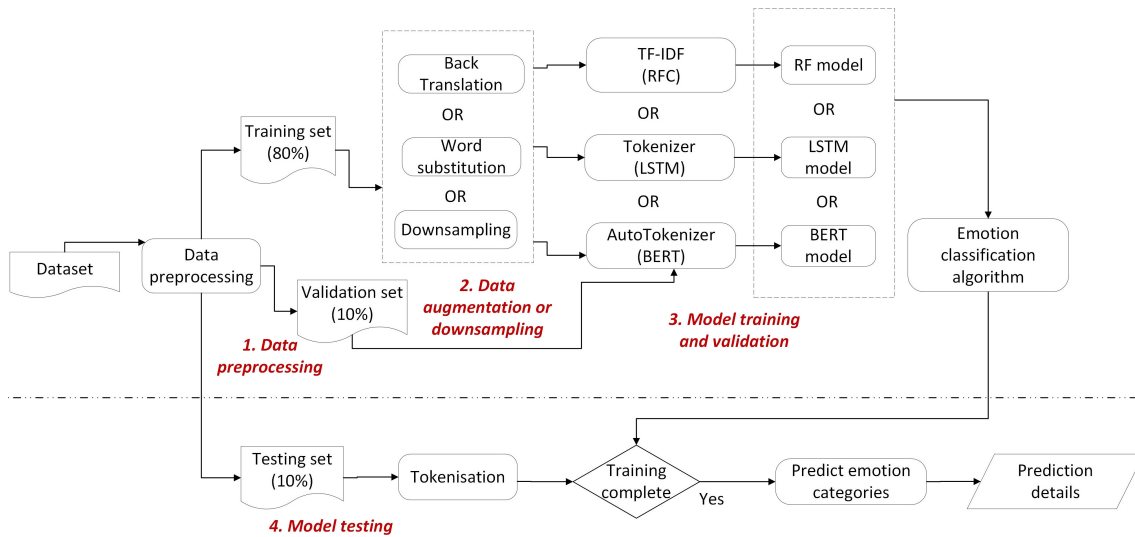 Dataset
Data
preprocessing
Training set
(80%)
Validation set
(10%)
1. Data
preprocessing
Back
Translation
OR
Word
substitution
OR
Downsampling
2. Data
augmentation or
downsampling
TF-IDF
(RFC)
OR
Tokenizer
(LSTM)
OR
AutoTokenizer
(BERT)
RF model
OR
LSTM
model
OR
BERT
model
3. Model training
and validation
Emotion
classification
algorithm
Testing set
(10%)
4. Model testing
Tokenisation
Training
complete
Yes
Predict emotion
categories
Prediction
details